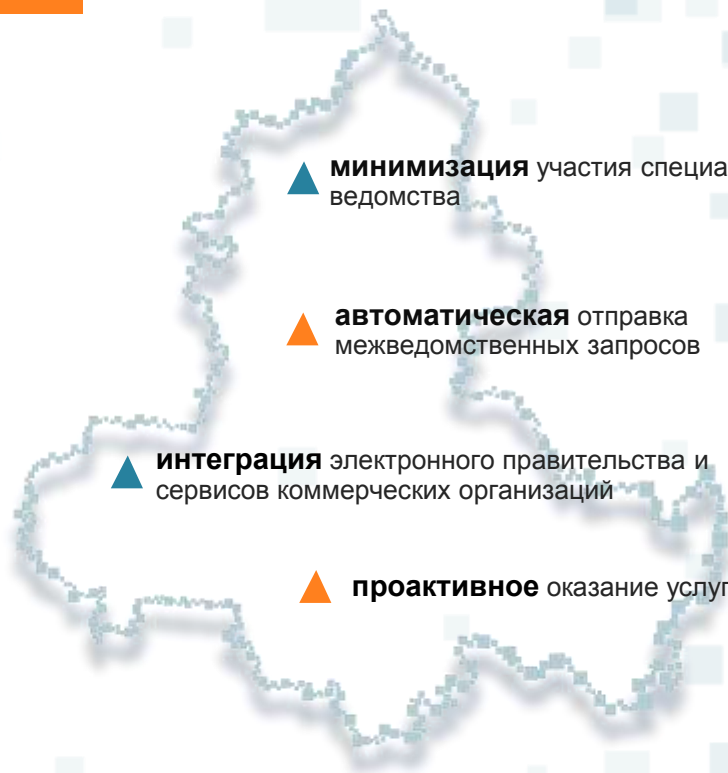 минимизация участия специа
ведомства
автоматическая отправка
межведомственных запросов
интеграция электронного правительства и
сервисов коммерческих организаций
проактивное оказание услуг